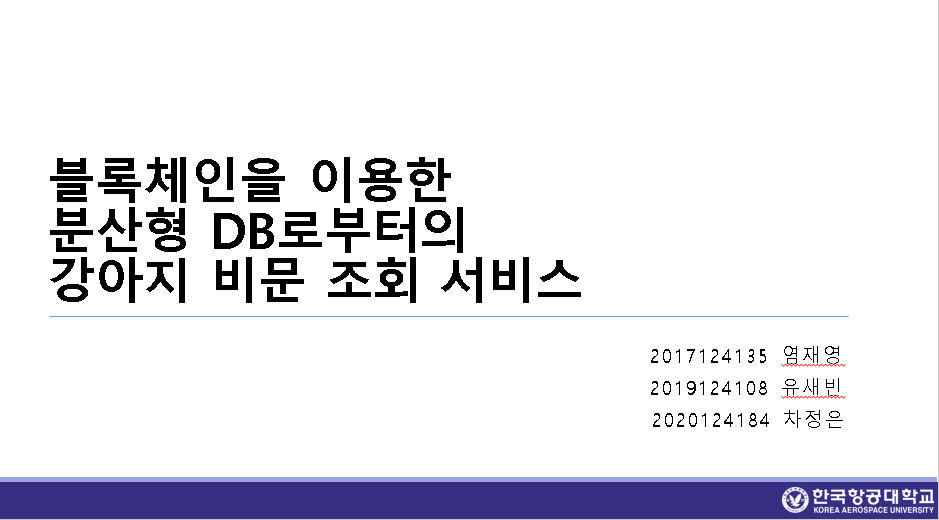 블록체인을 이용한
분산형 DB로부터의
강아지 비문 조회 서비스
2017124135 염재영
2019124108 유새빈
2020124184 차정은
한국항공대학교
KOREA AEROSPACE UNIVERSITY